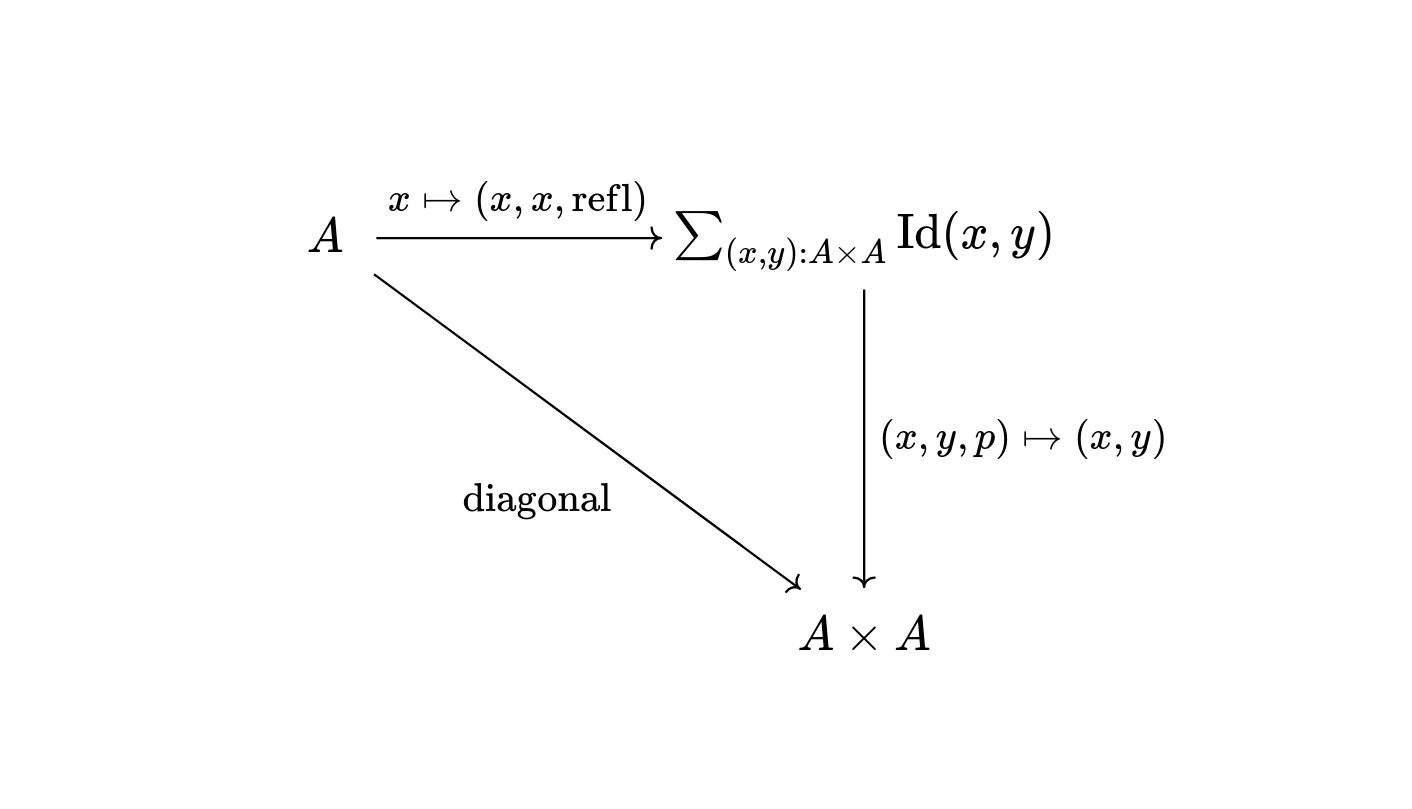 x ↦ (x, x, refl)
A
∑_{(x,y):A×A} Id(x, y)
(x, y, p) ↦ (x, y)
diagonal
A × A